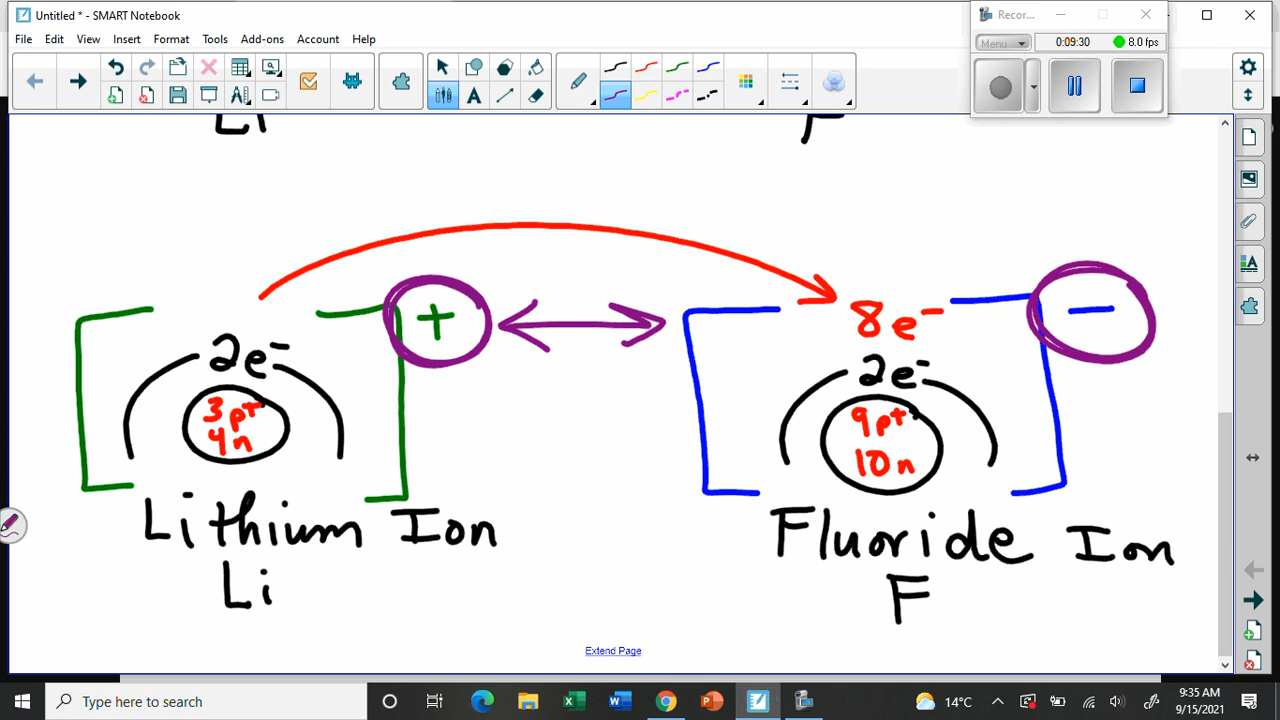 Untitled * - SMART Notebook
Recor...
File Edit View Insert Format Tools Add-ons Account Help
Menu
0:09:30
8.0 fps
Li
F
+
8e⁻
−
2e⁻
2e⁻
3p⁺
4n
9p⁺
10n
Lithium Ion
Fluoride Ion
Li
F
Extend Page
Type here to search
14°C
9:35 AM
9/15/2021